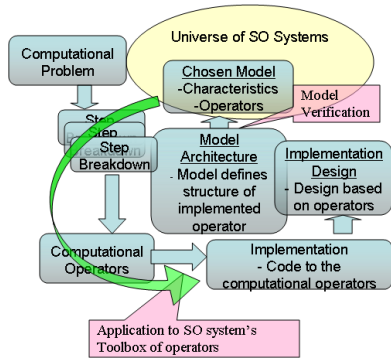 Universe of SO Systems
Computational
Problem
Chosen Model
-Characteristics
-Operators
Model
Verification
Step
Step
Breakdown
Step
Breakdown
Model
Architecture
- Model defines
structure of
implemented
operator
Implementation
Design
- Design based
on operators
Computational
Operators
Implementation
- Code to the
computational operators
Application to SO system's
Toolbox of operators